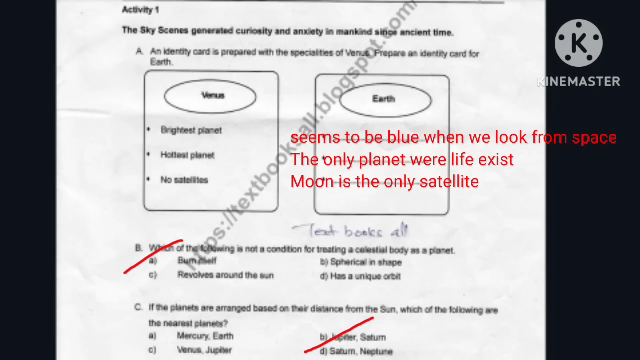 Activity 1
The Sky Scenes generated curiosity and anxiety in mankind since ancient time.
A. An identity card is prepared with the specialities of Venus. Prepare an identity card for
Earth.
KINEMASTER
Venus
• Brightest planet
• Hottest planet
• No satellites
Earth
seems to be blue when we look from space
The only planet were life exist
Moon is the only satellite
https://textbooksall.blogspot.com/
Text books all
B. Which of the following is not a condition for treating a celestial body as a planet.
a) Burn itself b) Spherical in shape
c) Revolves around the sun d) Has a unique orbit
C. If the planets are arranged based on their distance from the Sun, which of the following are
the nearest planets?
a) Mercury, Earth b) Jupiter, Saturn
c) Venus, Jupiter d) Saturn, Neptune